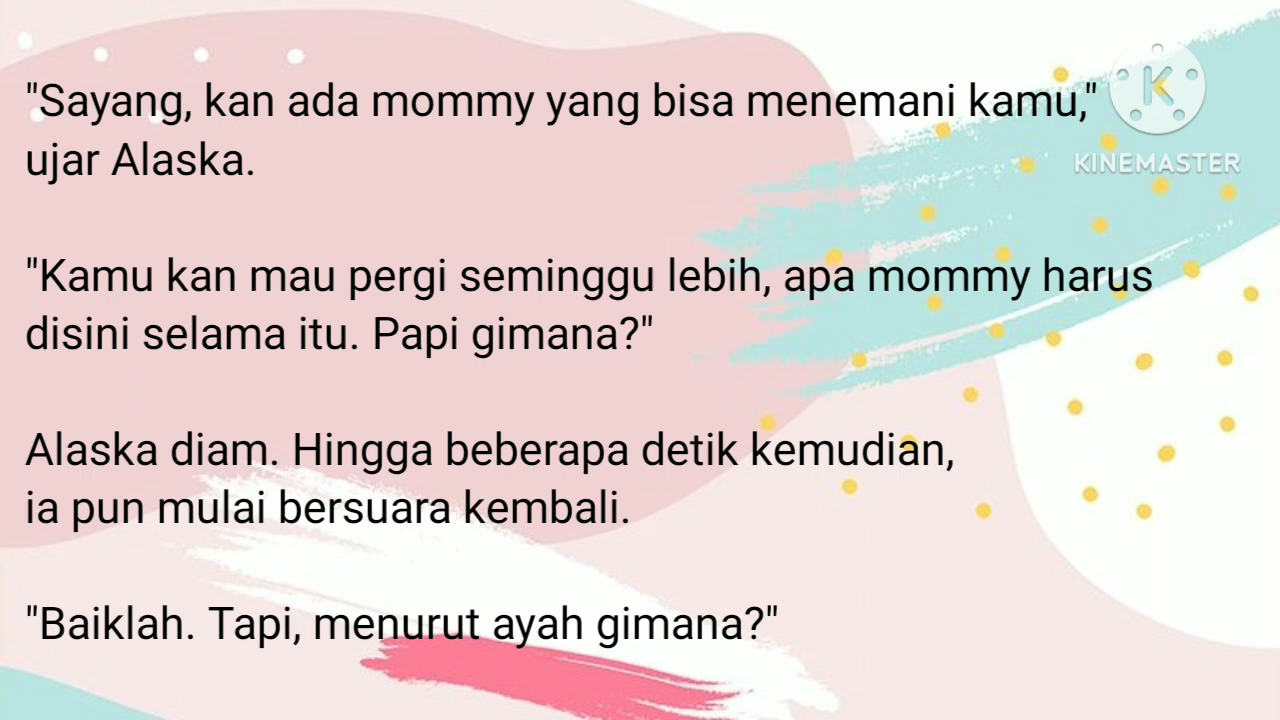 "Sayang, kan ada mommy yang bisa menemani kamu,"
ujar Alaska.
"Kamu kan mau pergi seminggu lebih, apa mommy harus
disini selama itu. Papi gimana?"
Alaska diam. Hingga beberapa detik kemudian,
ia pun mulai bersuara kembali.
"Baiklah. Tapi, menurut ayah gimana?"
K
KINEMASTER